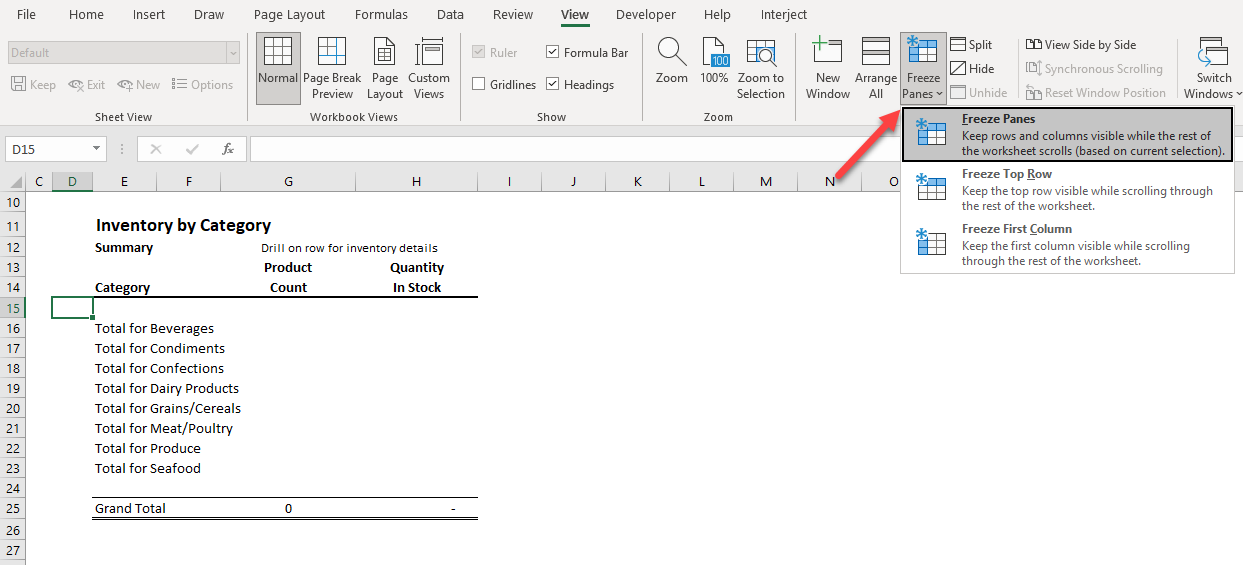 File Home Insert Draw Page Layout Formulas Data Review View Developer Help Interject
Default
Keep Exit New Options
Sheet View
Normal Page Break Preview Page Layout Custom Views
Workbook Views
Ruler Formula Bar
Gridlines Headings
Show
Zoom 100% Zoom to Selection
100
Zoom
New Window Arrange All Freeze Panes
Split
Hide
Unhide
View Side by Side
Synchronous Scrolling
Reset Window Position
Switch Windows
Freeze Panes
Keep rows and columns visible while the rest of
the worksheet scrolls (based on current selection).
Freeze Top Row
Keep the top row visible while scrolling through
the rest of the worksheet.
Freeze First Column
Keep the first column visible while scrolling
through the rest of the worksheet.
D15 fx
C D E F G H I J K L M N O
10
11 Inventory by Category
12 Summary Drill on row for inventory details
13 Product Quantity
14 Category Count In Stock
15
16 Total for Beverages
17 Total for Condiments
18 Total for Confections
19 Total for Dairy Products
20 Total for Grains/Cereals
21 Total for Meat/Poultry
22 Total for Produce
23 Total for Seafood
24
25 Grand Total 0 -
26
27